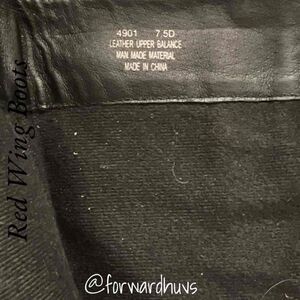 4901 7.5D
LEATHER UPPER BALANCE
MAN MADE MATERIAL
MADE IN CHINA
Red Wing Boots
@forwardhuvs